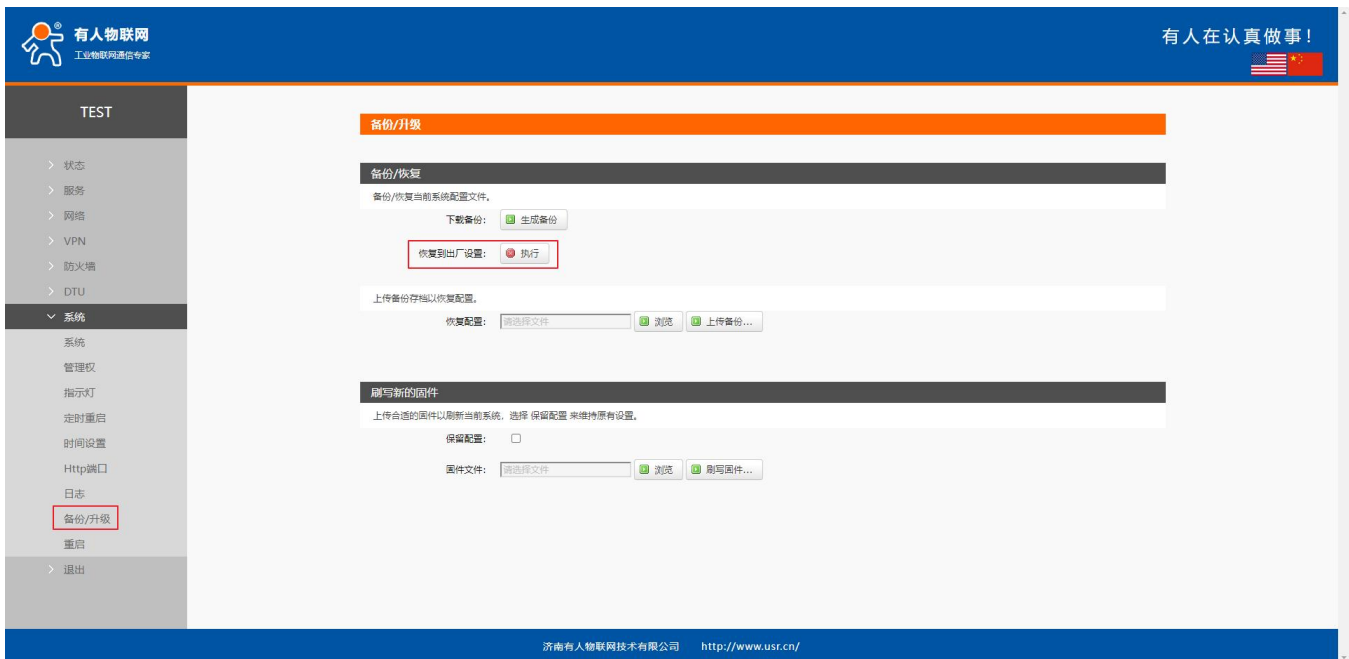 有人物联网
工业物联网通信专家
有人在认真做事！
TEST
状态
服务
网络
VPN
防火墙
DTU
系统
系统
管理权
指示灯
定时重启
时间设置
Http端口
日志
备份/升级
重启
退出
备份/升级
备份/恢复
备份/恢复当前系统配置文件。
下载备份： 生成备份
恢复到出厂设置： 执行
上传备份存档以恢复配置。
恢复配置： 请选择文件 浏览 上传备份...
刷写新的固件
上传合适的固件以刷新当前系统，选择 保留配置 来维持原有设置。
保留配置：
固件文件： 请选择文件 浏览 刷写固件...
济南有人物联网技术有限公司 http://www.usr.cn/